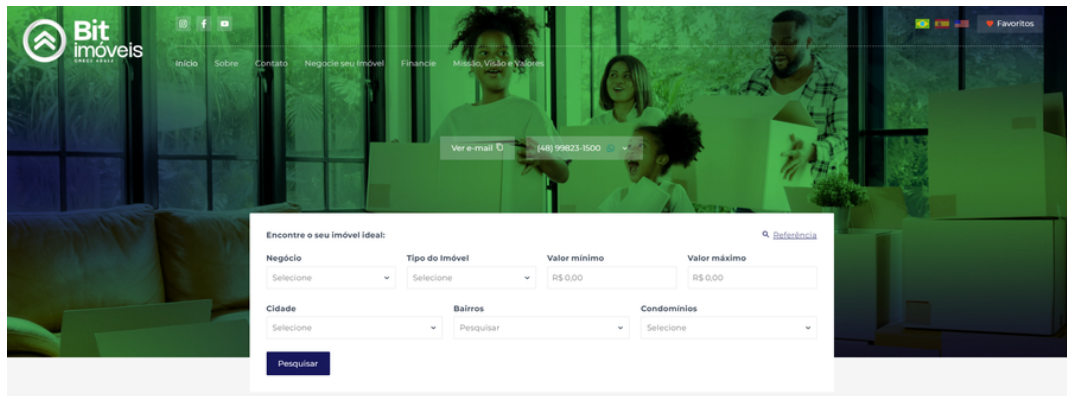 Bit
imóveis
Favoritos
Início Sobre Contato Negocie seu Imóvel Financie Missão, Visão e Valores
Ver e-mail (48) 99823-1500
Encontre o seu imóvel ideal: Referência
Negócio Tipo do Imóvel Valor mínimo Valor máximo
Selecione Selecione R$ 0,00 R$ 0,00
Cidade Bairros Condomínios
Selecione Pesquisar Selecione
Pesquisar